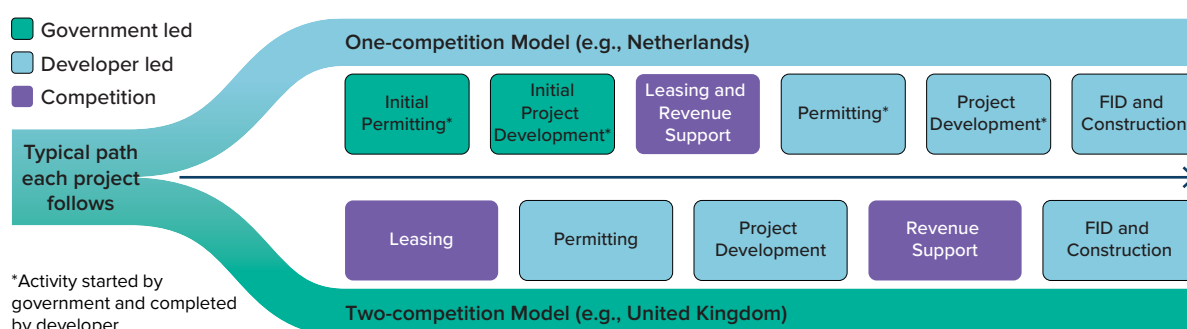 Government led
Developer led
Competition
Typical path
each project
follows
*Activity started by
government and completed
by developer
One-competition Model (e.g., Netherlands)
Initial
Permitting*
Initial
Project
Development*
Leasing and
Revenue
Support
Permitting*
Project
Development*
FID and
Construction
Leasing
Permitting
Project
Development
Revenue
Support
FID and
Construction
Two-competition Model (e.g., United Kingdom)